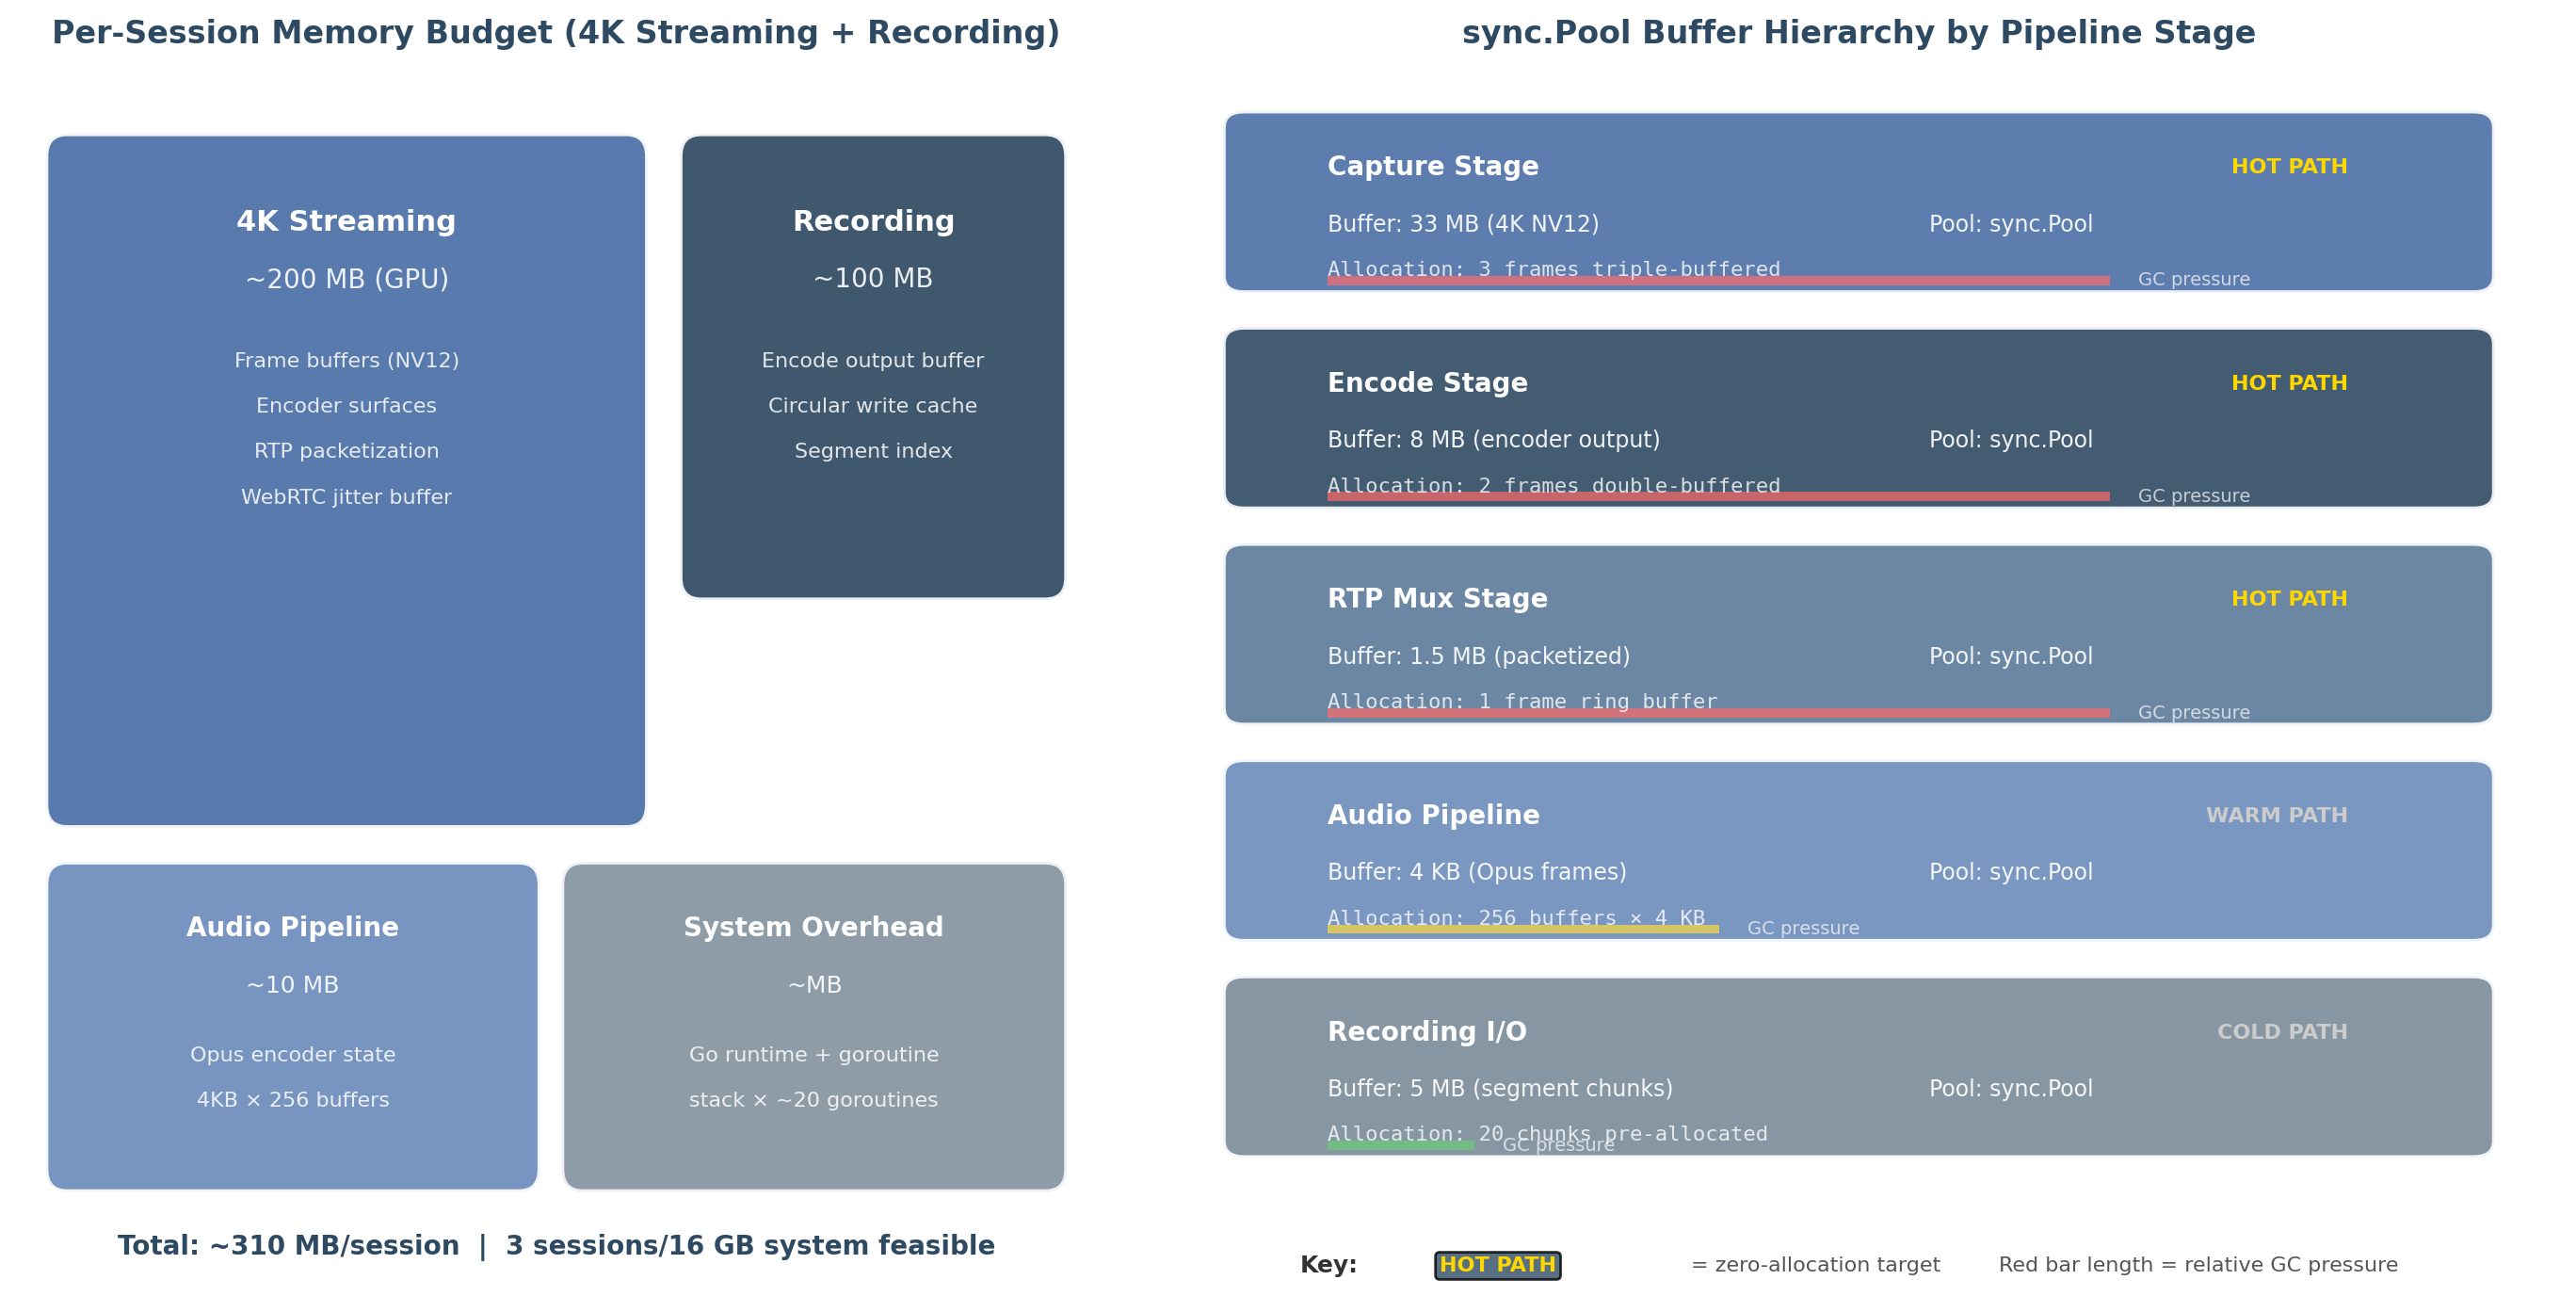 Per-Session Memory Budget (4K Streaming + Recording)
4K Streaming
~200 MB (GPU)
Frame buffers (NV12)
Encoder surfaces
RTP packetization
WebRTC jitter buffer
Recording
~100 MB
Encode output buffer
Circular write cache
Segment index
Audio Pipeline
~10 MB
Opus encoder state
4KB × 256 buffers
System Overhead
~MB
Go runtime + goroutine
stack × ~20 goroutines
Total: ~310 MB/session | 3 sessions/16 GB system feasible
sync.Pool Buffer Hierarchy by Pipeline Stage
Capture Stage HOT PATH
Buffer: 33 MB (4K NV12) Pool: sync.Pool
Allocation: 3 frames triple-buffered
GC pressure
Encode Stage HOT PATH
Buffer: 8 MB (encoder output) Pool: sync.Pool
Allocation: 2 frames double-buffered
GC pressure
RTP Mux Stage HOT PATH
Buffer: 1.5 MB (packetized) Pool: sync.Pool
Allocation: 1 frame ring buffer
GC pressure
Audio Pipeline WARM PATH
Buffer: 4 KB (Opus frames) Pool: sync.Pool
Allocation: 256 buffers × 4 KB
GC pressure
Recording I/O COLD PATH
Buffer: 5 MB (segment chunks) Pool: sync.Pool
Allocation: 20 chunks pre-allocated
GC pressure
Key: HOT PATH = zero-allocation target Red bar length = relative GC pressure